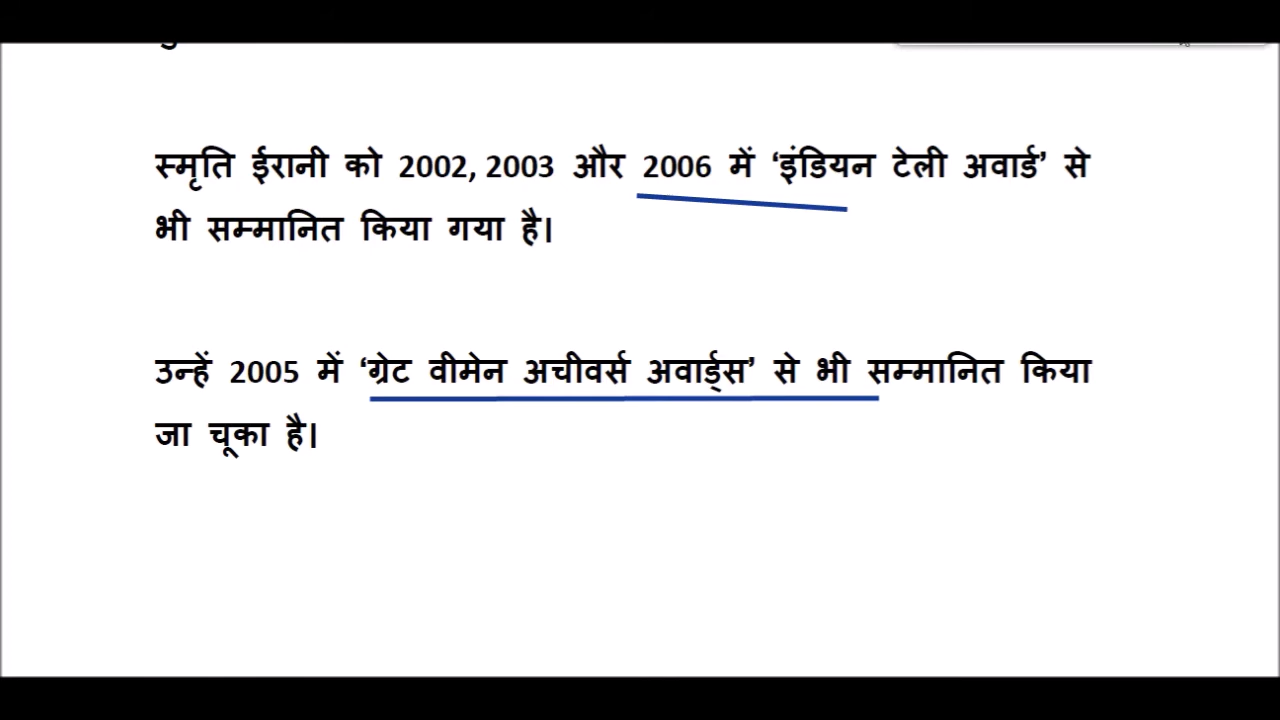 स्मृति ईरानी को 2002, 2003 और 2006 में ‘इंडियन टेली अवार्ड’ से
भी सम्मानित किया गया है।
उन्हें 2005 में ‘ग्रेट वीमेन अचीवर्स अवार्ड्स’ से भी सम्मानित किया
जा चूका है।